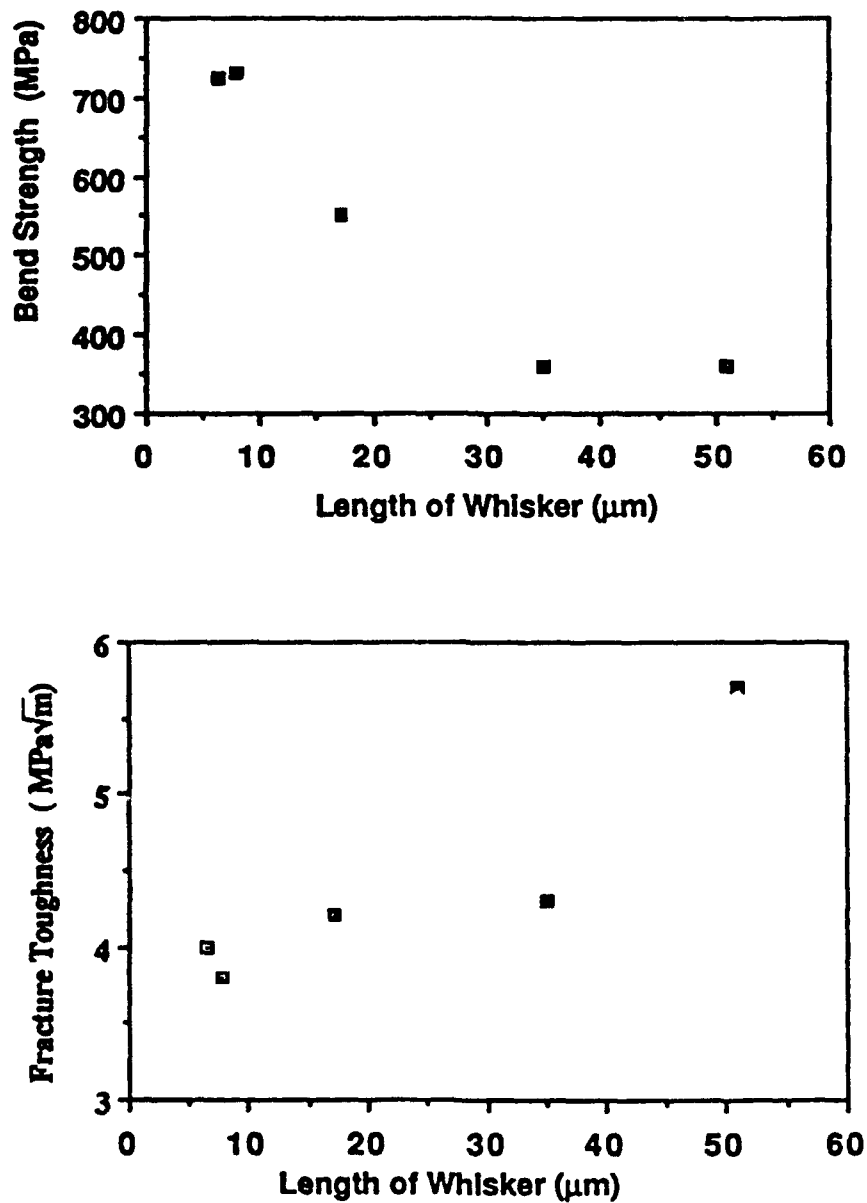 Bend Strength (MPa)
800
700
600
500
400
300
0 10 20 30 40 50 60
Length of Whisker (μm)
Fracture Toughness ( MPa√m)
6
5
4
3
0 10 20 30 40 50 60
Length of Whisker (μm)